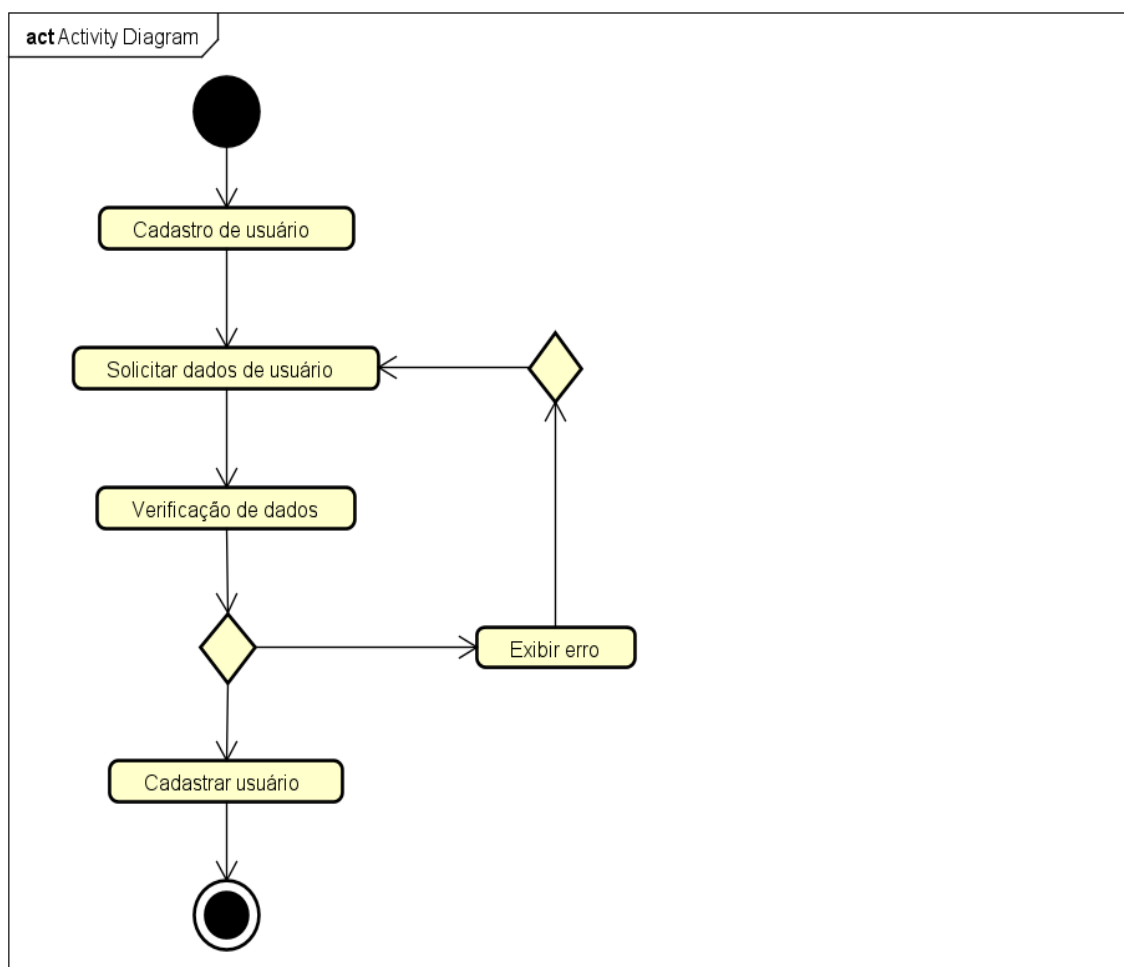 act Activity Diagram
Cadastro de usuário
Solicitar dados de usuário
Verificação de dados
Exibir erro
Cadastrar usuário